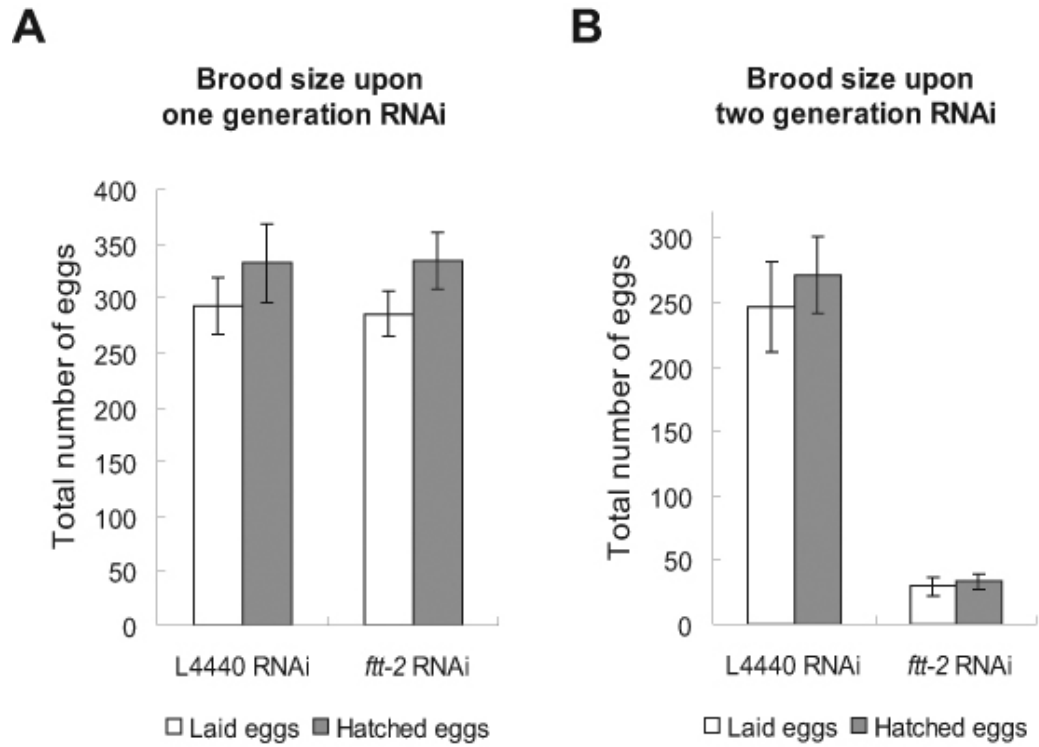 A
Brood size upon
one generation RNAi
Total number of eggs
400
350
300
250
200
150
100
50
0
L4440 RNAi
ftt-2 RNAi
Laid eggs
Hatched eggs
B
Brood size upon
two generation RNAi
Total number of eggs
300
250
200
150
100
50
0
L4440 RNAi
ftt-2 RNAi
Laid eggs
Hatched eggs